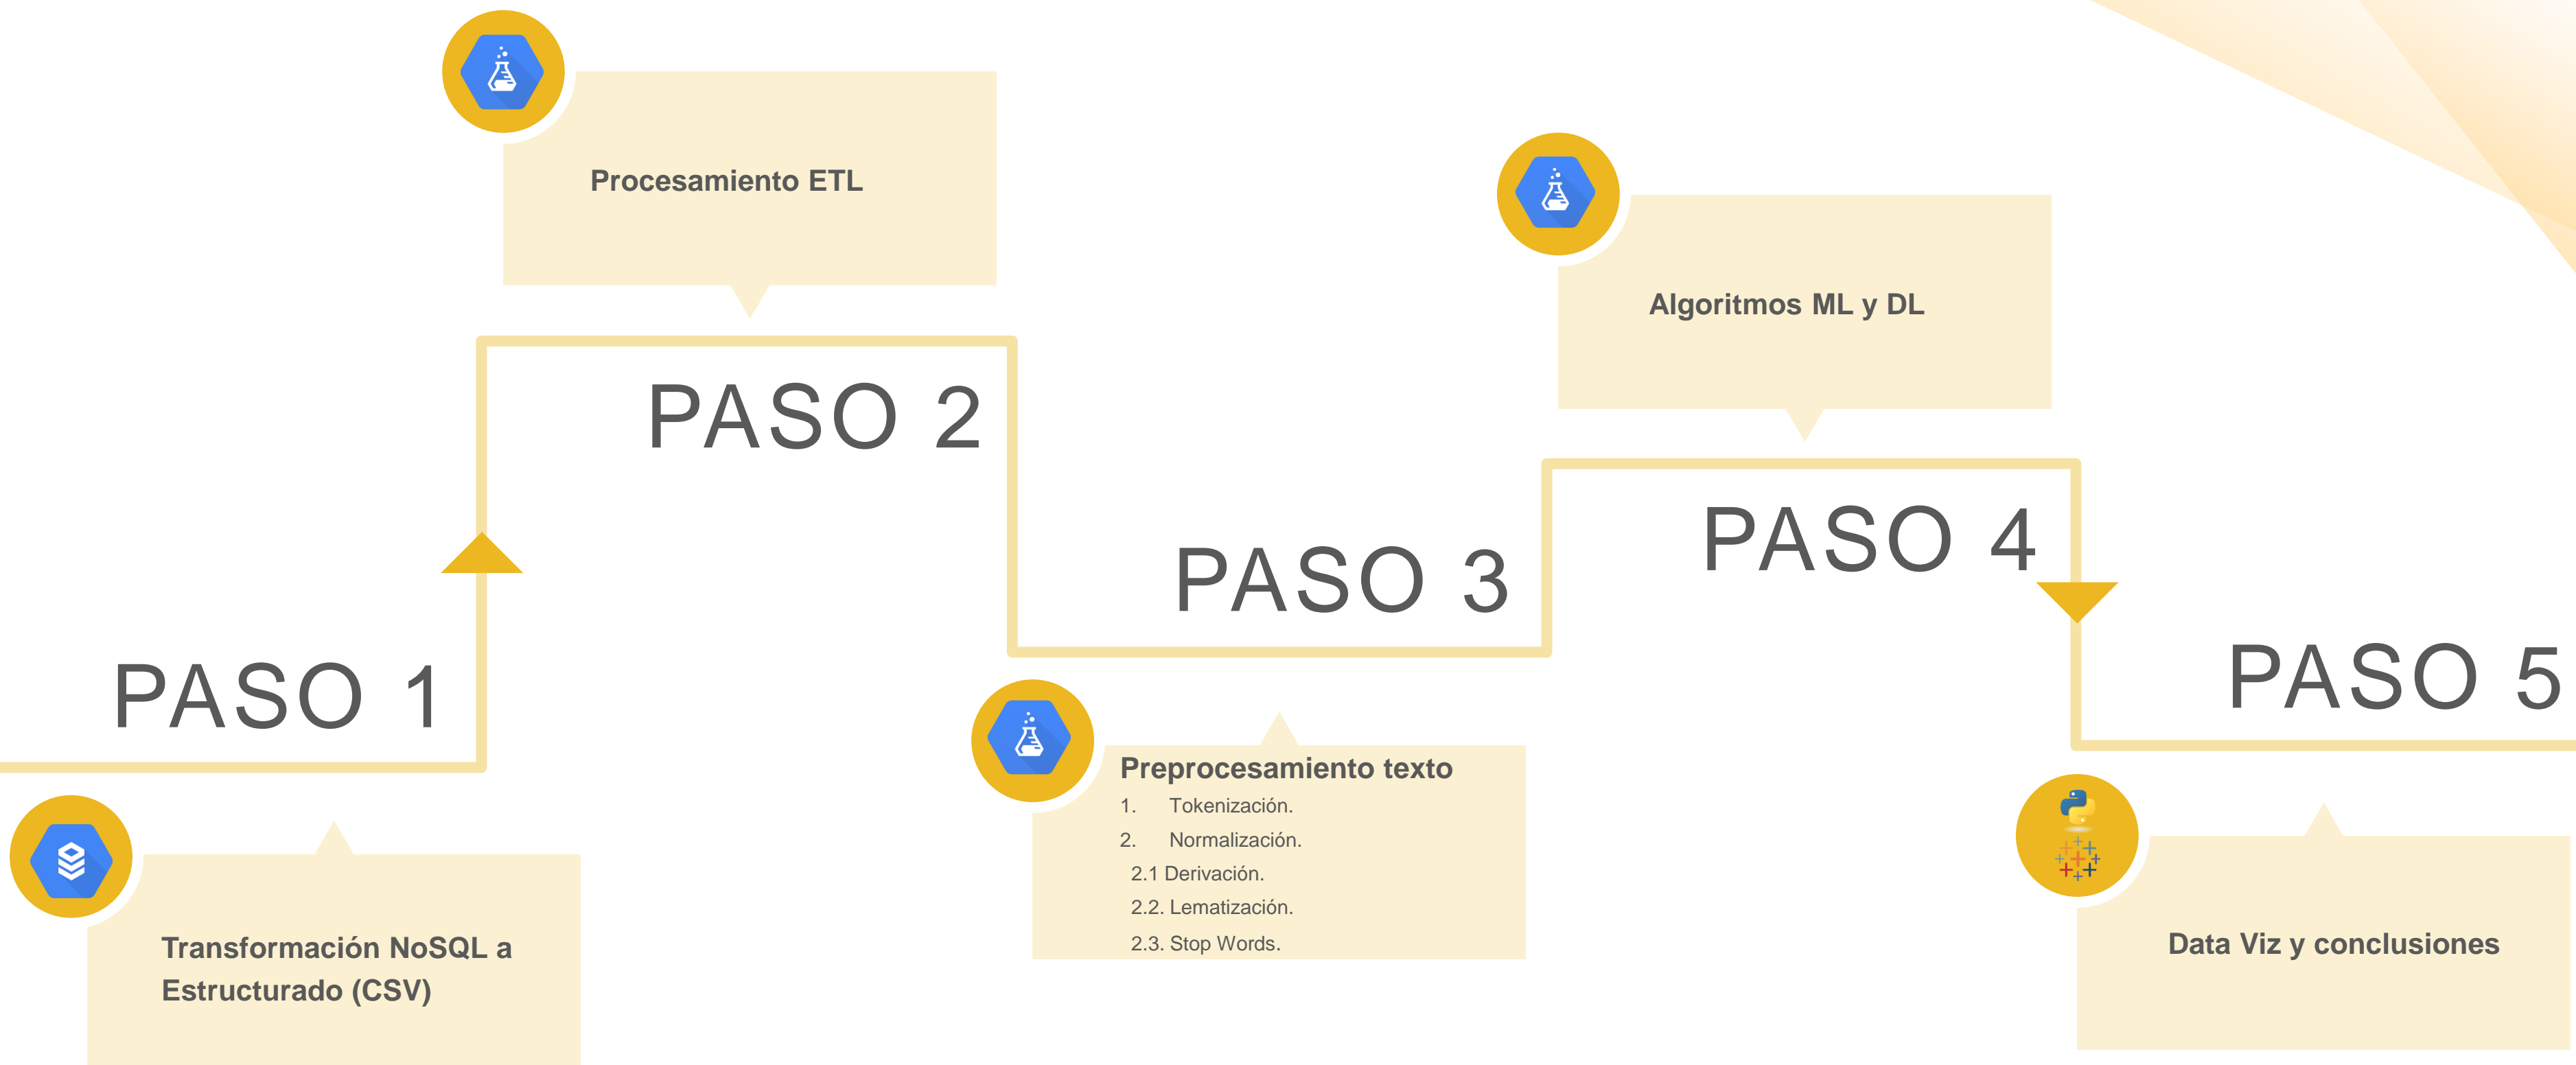 PASO 1
Transformación NoSQL a
Estructurado (CSV)
Procesamiento ETL
PASO 2
PASO 3
Preprocesamiento texto
1. Tokenización.
2. Normalización.
2.1 Derivación.
2.2. Lematización.
2.3. Stop Words.
Algoritmos ML y DL
PASO 4
PASO 5
Data Viz y conclusiones